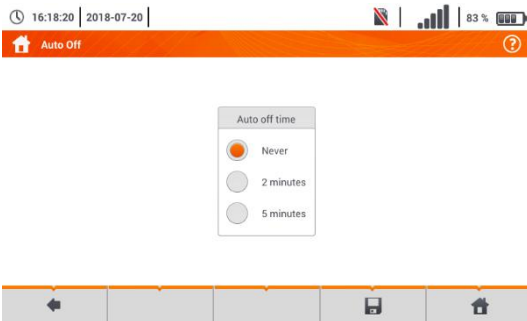 16:18:20 2018-07-20 83 %
Auto Off
Auto off time
Never
2 minutes
5 minutes